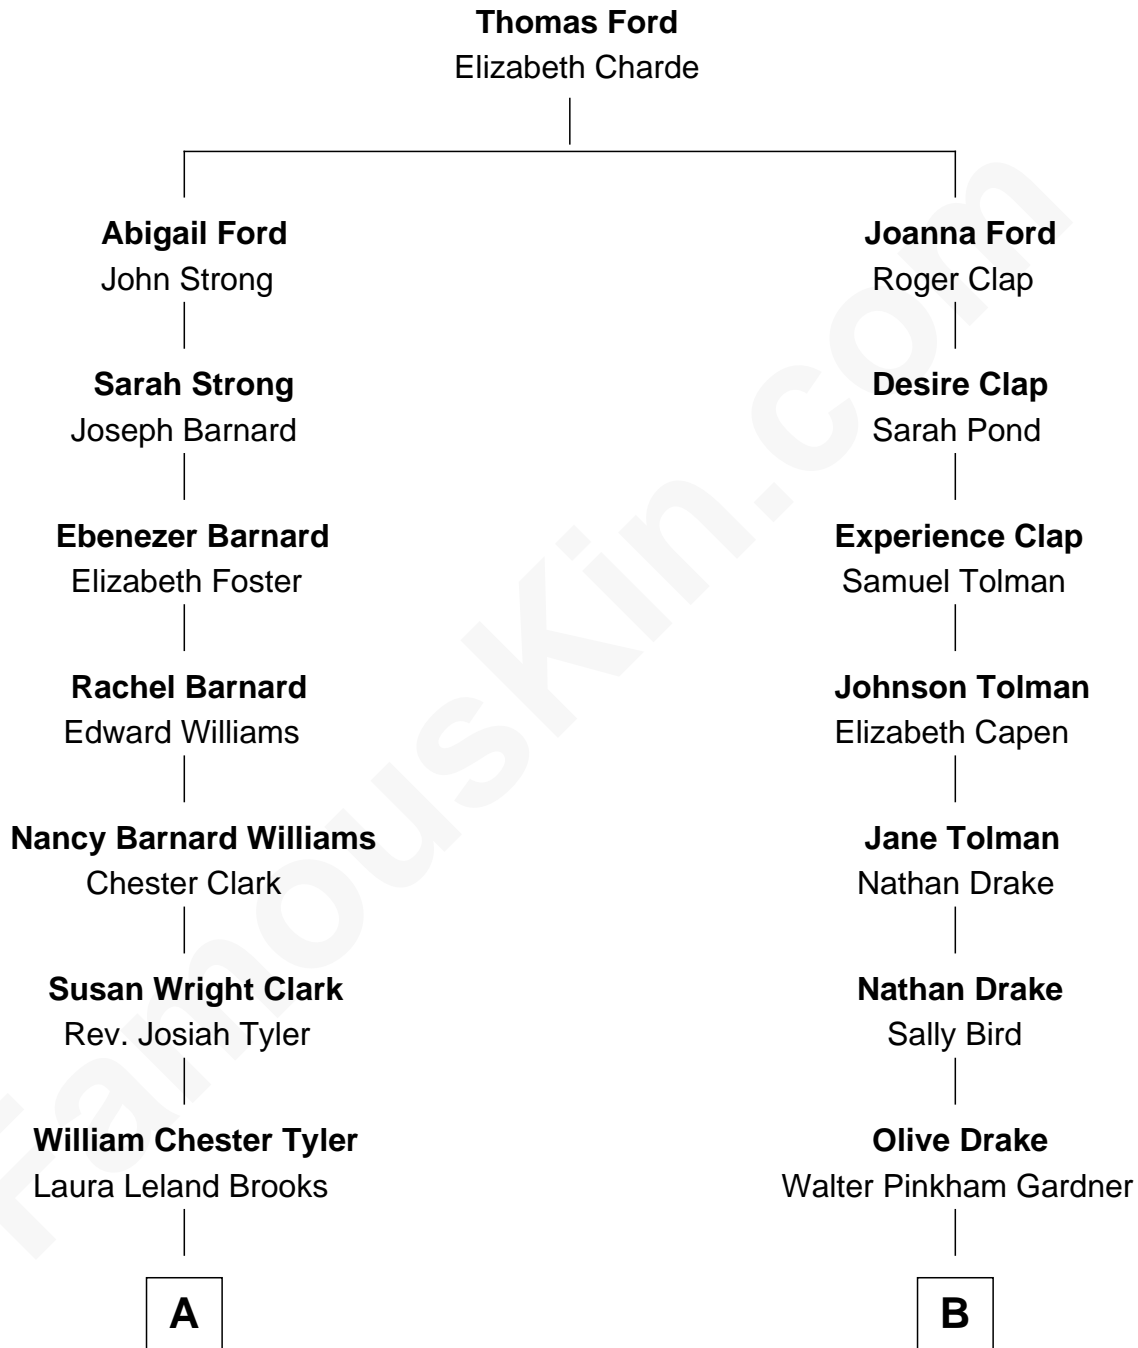 Thomas Ford
Elizabeth Charde
Abigail Ford
John Strong
Joanna Ford
Roger Clap
Sarah Strong
Joseph Barnard
Desire Clap
Sarah Pond
Ebenezer Barnard
Elizabeth Foster
Experience Clap
Samuel Tolman
Rachel Barnard
Edward Williams
Johnson Tolman
Elizabeth Capen
Nancy Barnard Williams
Chester Clark
Jane Tolman
Nathan Drake
Susan Wright Clark
Rev. Josiah Tyler
Nathan Drake
Sally Bird
William Chester Tyler
Laura Leland Brooks
Olive Drake
Walter Pinkham Gardner
A
B
FamousKin.com